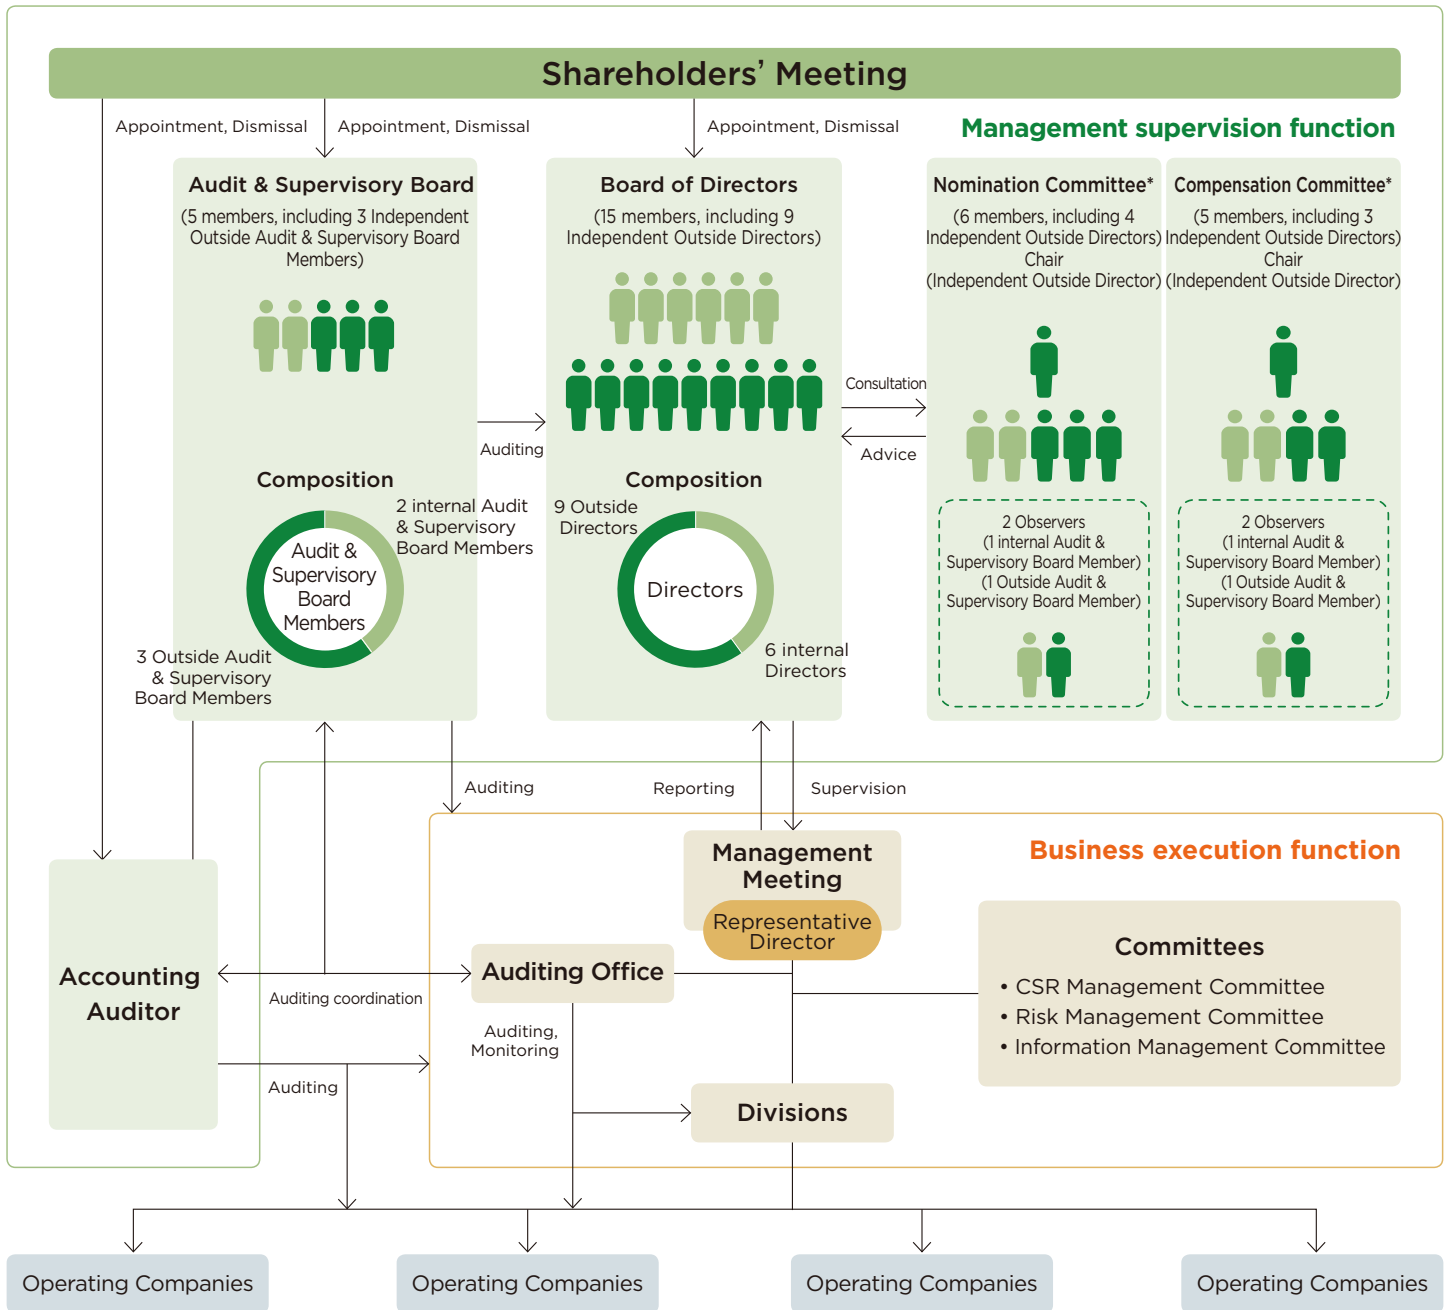 Shareholders' Meeting
Appointment, Dismissal
Appointment, Dismissal
Appointment, Dismissal
Management supervision function
Audit & Supervisory Board
(5 members, including 3 Independent
Outside Audit & Supervisory Board
Members)
Board of Directors
(15 members, including 9
Independent Outside Directors)
Nomination Committee*
(6 members, including 4
Independent Outside Directors)
Chair
(Independent Outside Director)
Compensation Committee*
(5 members, including 3
Independent Outside Directors)
Chair
(Independent Outside Director)
Auditing
Consultation
Advice
Composition
2 internal Audit
& Supervisory
Board Members
Audit &
Supervisory
Board
Members
3 Outside Audit
& Supervisory
Board Members
Composition
9 Outside
Directors
Directors
6 internal
Directors
2 Observers
(1 internal Audit &
Supervisory Board Member)
(1 Outside Audit &
Supervisory Board Member)
2 Observers
(1 internal Audit &
Supervisory Board Member)
(1 Outside Audit &
Supervisory Board Member)
Auditing
Reporting
Supervision
Business execution function
Management
Meeting
Representative
Director
Accounting
Auditor
Auditing coordination
Auditing Office
Committees
• CSR Management Committee
• Risk Management Committee
• Information Management Committee
Auditing,
Monitoring
Auditing
Divisions
Operating Companies
Operating Companies
Operating Companies
Operating Companies